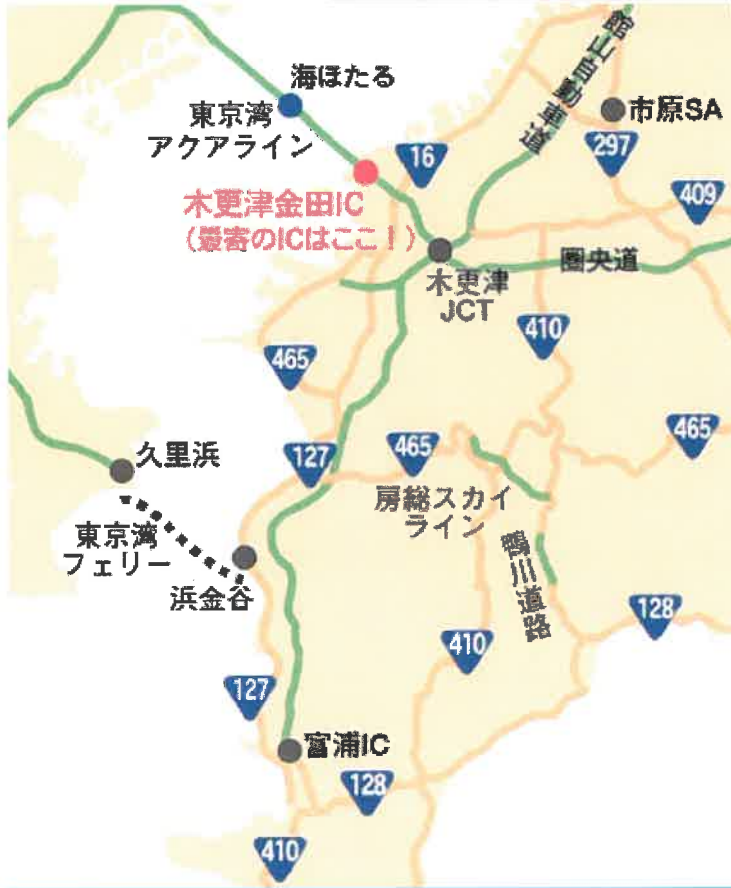 海ほたる
東京湾
アクアライン
館山自動車道
市原SA
16
297
409
木更津金田IC
(最寄のICはここ!)
木更津
JCT
圏央道
410
465
久里浜
127
465
465
房総スカイ
ライン
東京湾
フェリー
浜金谷
鴨川道路
128
410
127
富浦IC
128
410